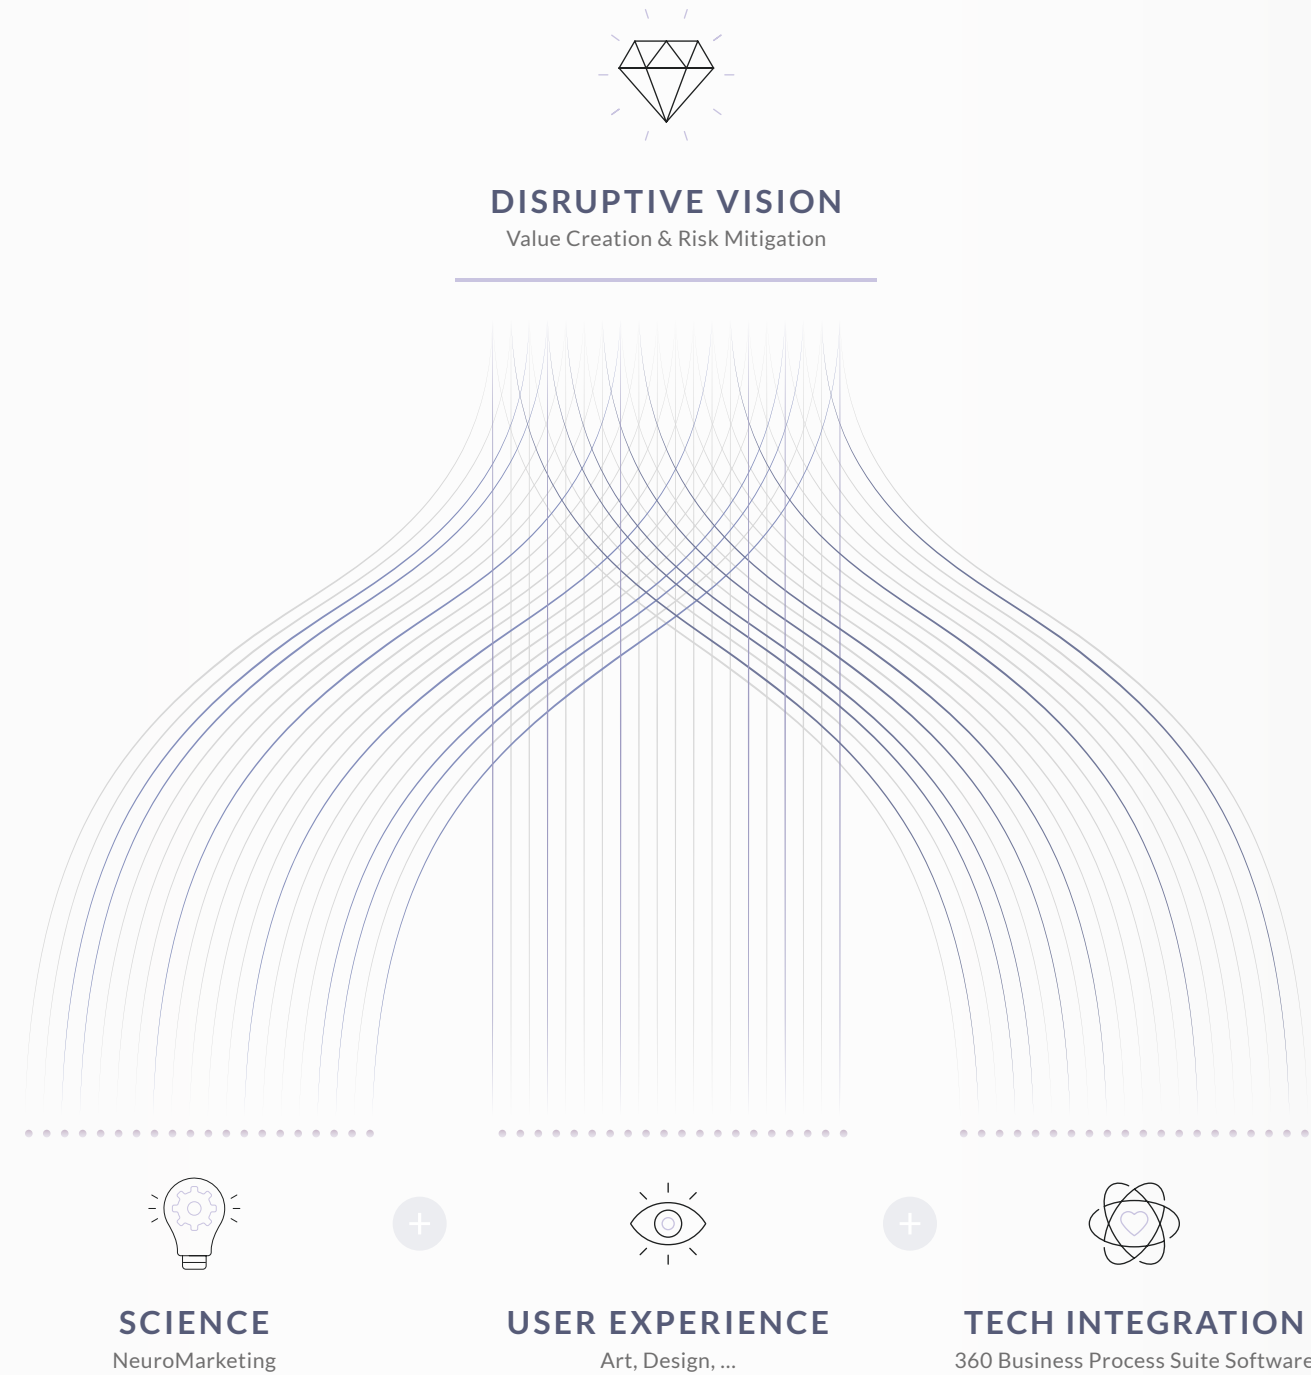 DISRUPTIVE VISION
Value Creation & Risk Mitigation
SCIENCE
NeuroMarketing
USER EXPERIENCE
Art, Design, ...
TECH INTEGRATION
360 Business Process Suite Software